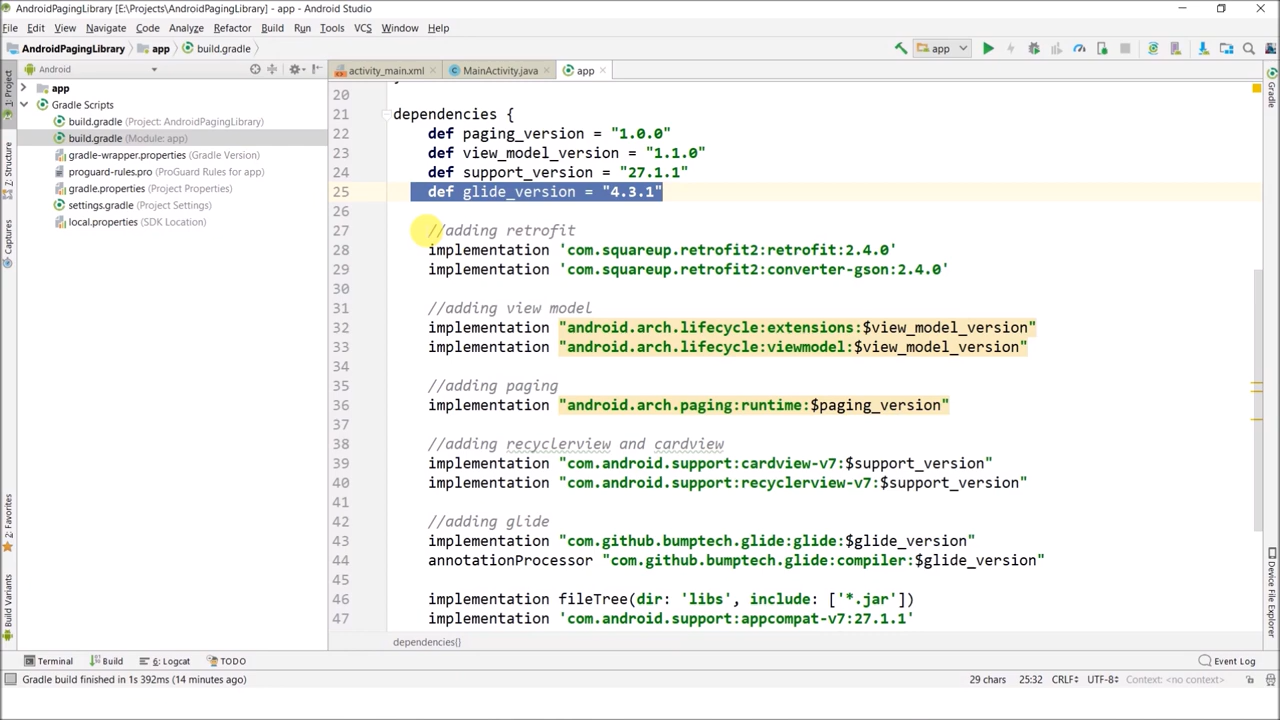 AndroidPagingLibrary [E:\Projects\AndroidPagingLibrary] - app - Android Studio
File Edit View Navigate Code Analyze Refactor Build Run Tools VCS Window Help
AndroidPagingLibrary app build.gradle app
Android activity_main.xml MainActivity.java app
1: Project
Z: Structure
Captures
2: Favorites
Build Variants
app
Gradle Scripts
build.gradle (Project: AndroidPagingLibrary)
build.gradle (Module: app)
gradle-wrapper.properties (Gradle Version)
proguard-rules.pro (ProGuard Rules for app)
gradle.properties (Project Properties)
settings.gradle (Project Settings)
local.properties (SDK Location)
20
21 dependencies {
22 def paging_version = "1.0.0"
23 def view_model_version = "1.1.0"
24 def support_version = "27.1.1"
25 def glide_version = "4.3.1"
26
27 //adding retrofit
28 implementation 'com.squareup.retrofit2:retrofit:2.4.0'
29 implementation 'com.squareup.retrofit2:converter-gson:2.4.0'
30
31 //adding view model
32 implementation "android.arch.lifecycle:extensions:$view_model_version"
33 implementation "android.arch.lifecycle:viewmodel:$view_model_version"
34
35 //adding paging
36 implementation "android.arch.paging:runtime:$paging_version"
37
38 //adding recyclerview and cardview
39 implementation "com.android.support:cardview-v7:$support_version"
40 implementation "com.android.support:recyclerview-v7:$support_version"
41
42 //adding glide
43 implementation "com.github.bumptech.glide:glide:$glide_version"
44 annotationProcessor "com.github.bumptech.glide:compiler:$glide_version"
45
46 implementation fileTree(dir: 'libs', include: ['*.jar'])
47 implementation 'com.android.support:appcompat-v7:27.1.1'
dependencies{}
Gradle
Device File Explorer
Terminal Build 6: Logcat TODO Event Log
Gradle build finished in 1s 392ms (14 minutes ago) 29 chars 25:32 CRLF UTF-8 Context: <no context>